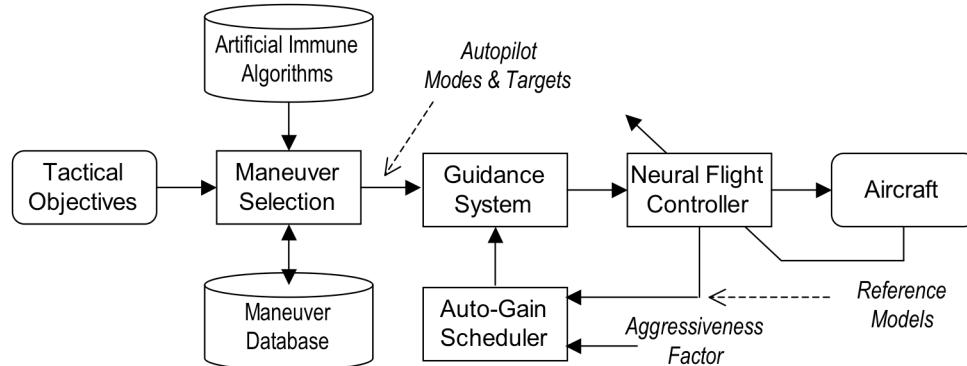 Artificial Immune
Algorithms
Autopilot
Modes & Targets
Tactical
Objectives
Maneuver
Selection
Guidance
System
Neural Flight
Controller
Aircraft
Maneuver
Database
Auto-Gain
Scheduler
Aggressiveness
Factor
Reference
Models